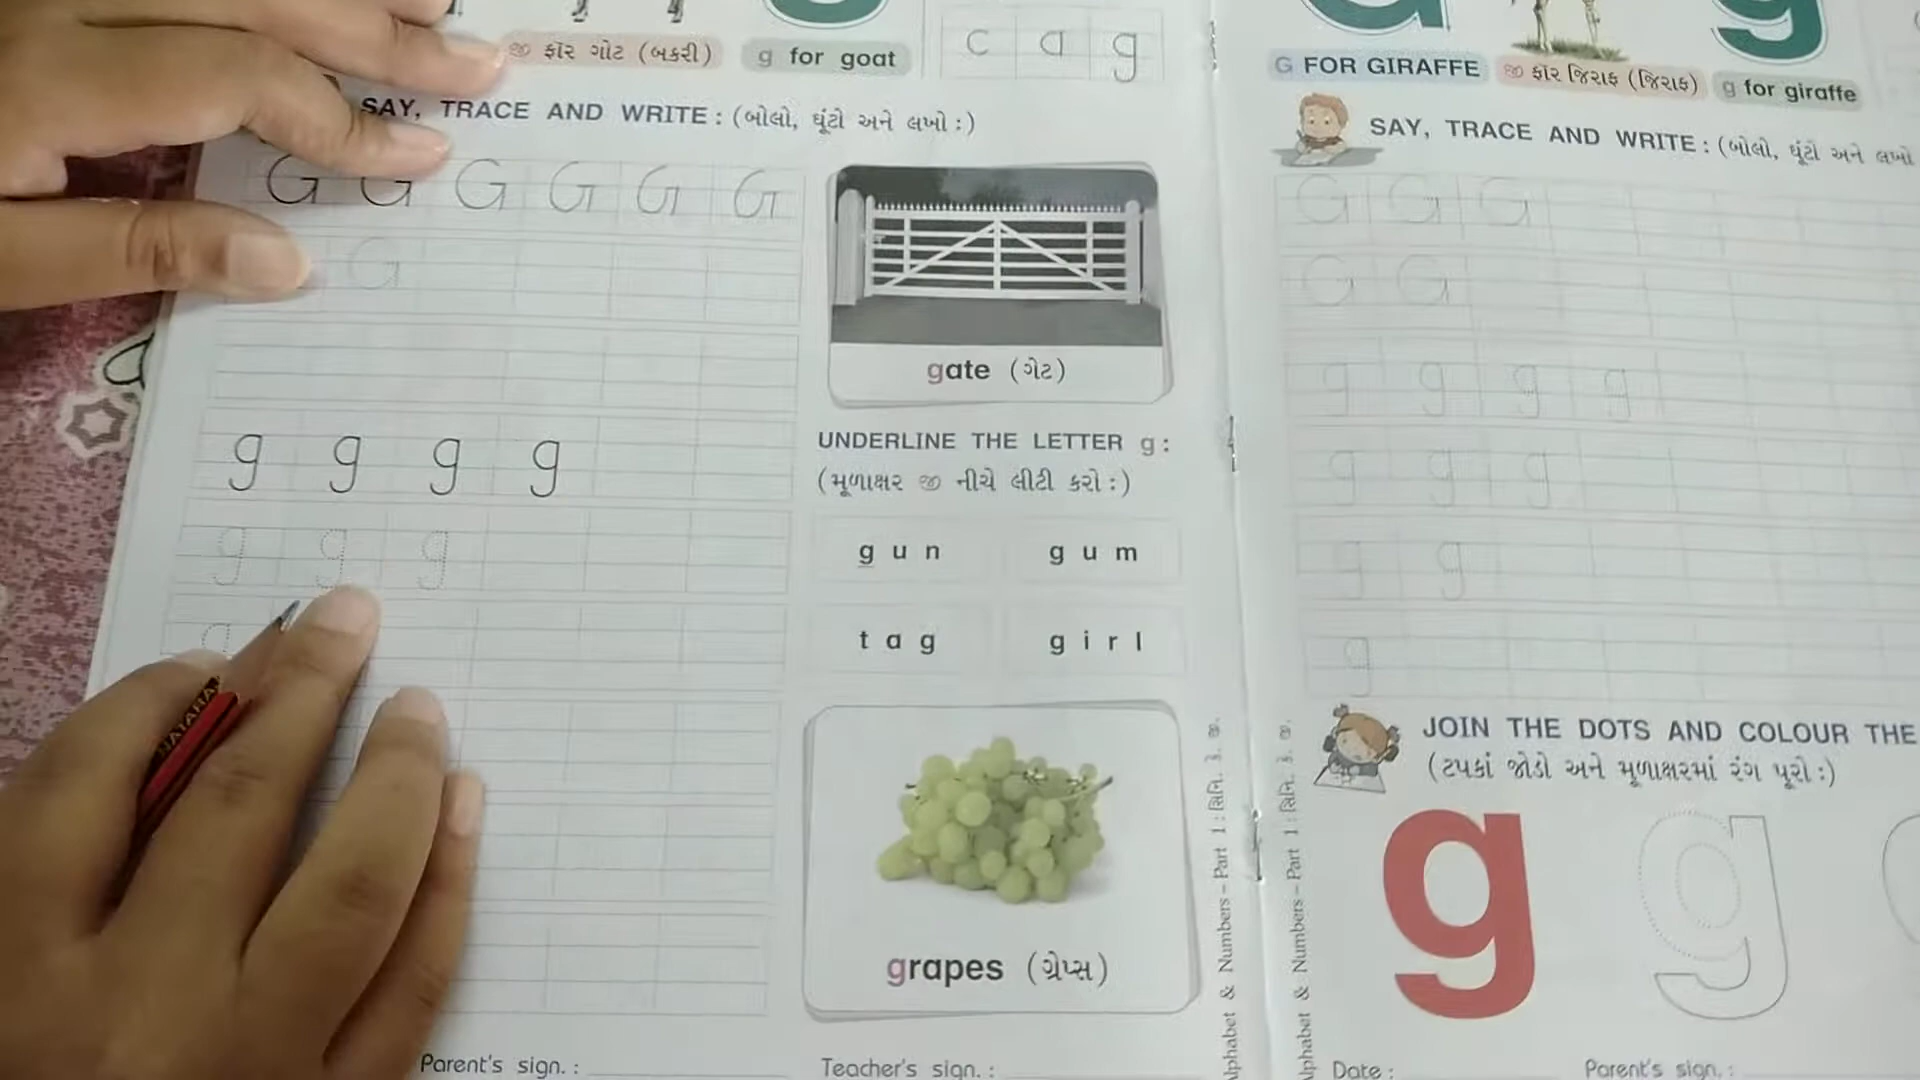 જી ફૉર ગોટ (બકરી)
g for goat
c a g
SAY, TRACE AND WRITE : (બોલો, ઘૂંટો અને લખો :)
G G G G G G
G
g g g g
g g g
g
gate (ગેટ)
UNDERLINE THE LETTER g :
(મૂળાક્ષર જી નીચે લીટી કરો :)
g u n
g u m
t a g
g i r l
grapes (ગ્રેપ્સ)
Parent's sign. :
Teacher's sign. :
NATARAJ
Alphabet & Numbers – Part 1 : સિનિ. કે. જી.
g
G FOR GIRAFFE
જી ફૉર જિરાફ (જિરાફ)
g for giraffe
SAY, TRACE AND WRITE : (બોલો, ઘૂંટો અને લખો
G G G
G G
g g g g
g g g
g g
g
JOIN THE DOTS AND COLOUR THE
(ટપકાં જોડો અને મૂળાક્ષરમાં રંગ પૂરો :)
g g
Date :
Parent's sign. :
Alphabet & Numbers – Part 1 : સિનિ. કે. જી.